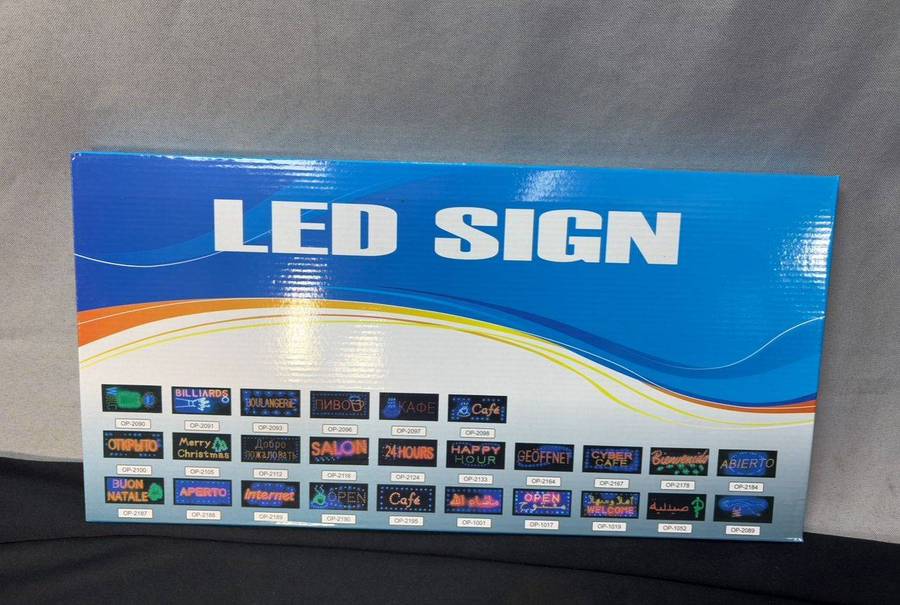 LED SIGN
BILLIARDS
BOULANGERIE
ПИВО
КАФЕ
Café
OP-2090
OP-2091
OP-2093
OP-2096
OP-2097
OP-2098
ОТКРЫТО
Merry Christmas
Добро пожаловать
SALON
24HOURS
HAPPY HOUR
GEÖFFNET
CYBER CAFE
Bienvenido
ABIERTO
OP-2100
OP-2105
OP-2112
OP-2116
OP-2124
OP-2133
OP-2164
OP-2167
OP-2178
OP-2184
BUON NATALE
APERTO
Internet
OPEN
Café
OPEN
WELCOME
صيدلية
OP-2187
OP-2188
OP-2189
OP-2190
OP-2195
OP-1001
OP-1017
OP-1019
OP-1052
OP-2089